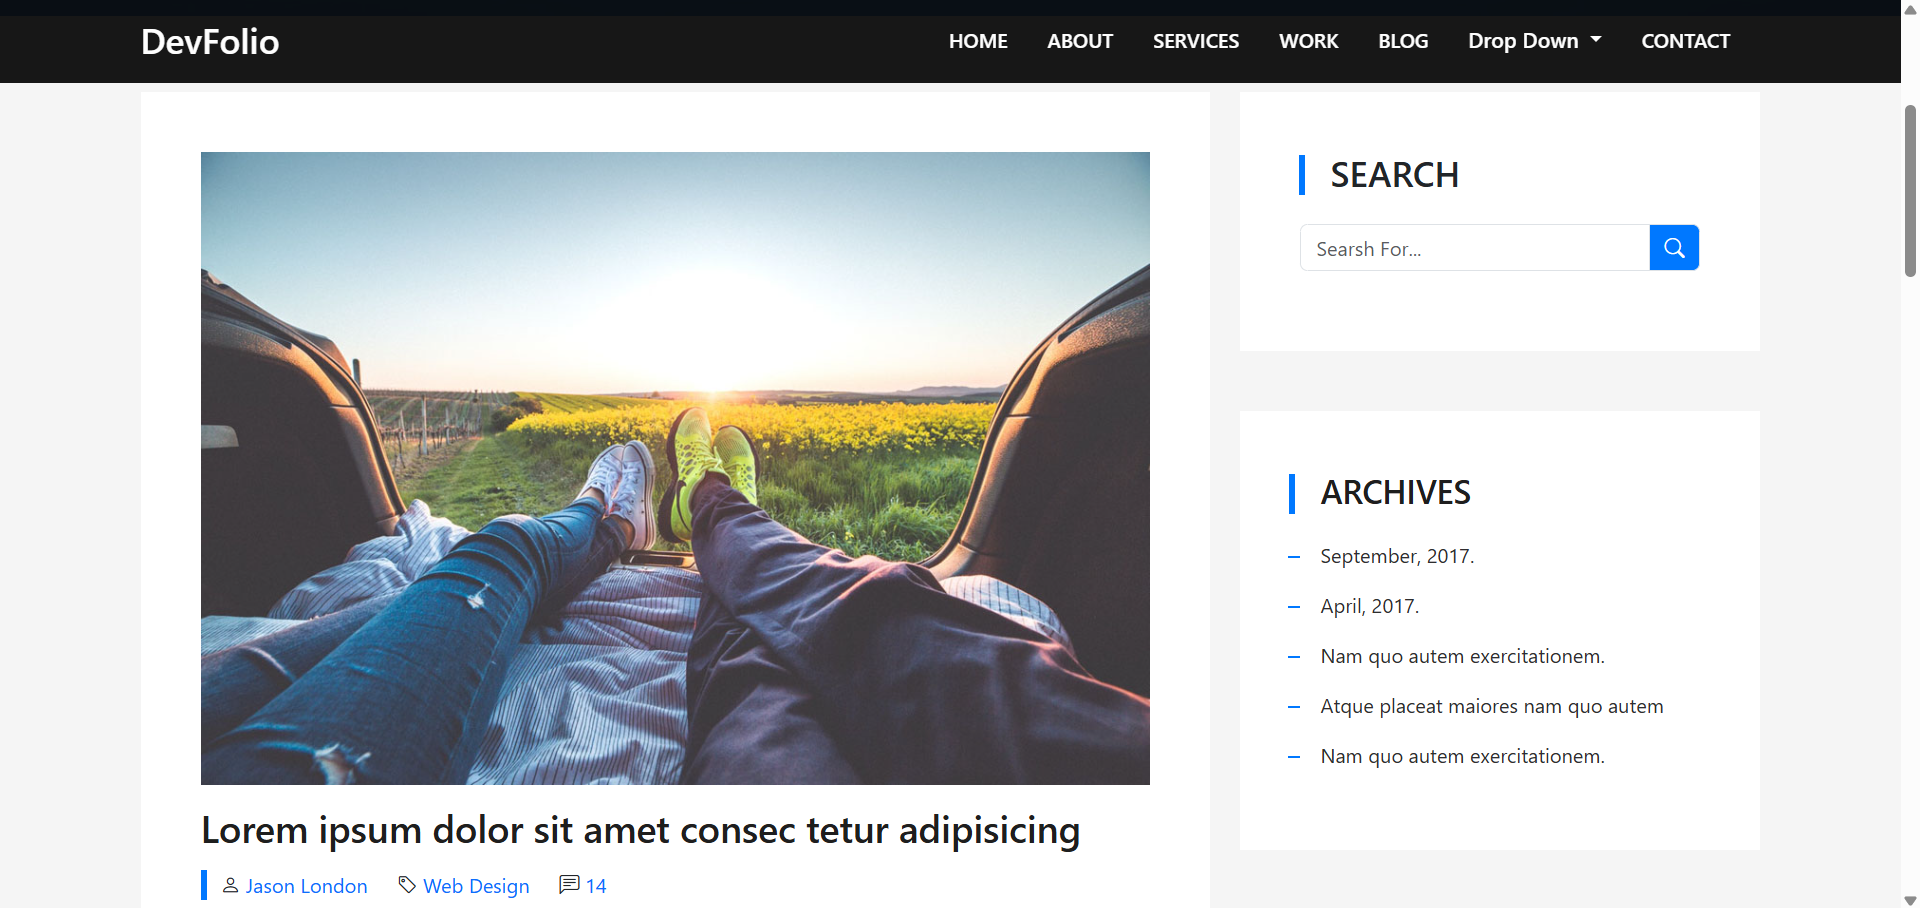 DevFolio
HOME ABOUT SERVICES WORK BLOG Drop Down CONTACT
Lorem ipsum dolor sit amet consec tetur adipisicing
Jason London Web Design 14
SEARCH
Searsh For...
ARCHIVES
September, 2017.
April, 2017.
Nam quo autem exercitationem.
Atque placeat maiores nam quo autem
Nam quo autem exercitationem.